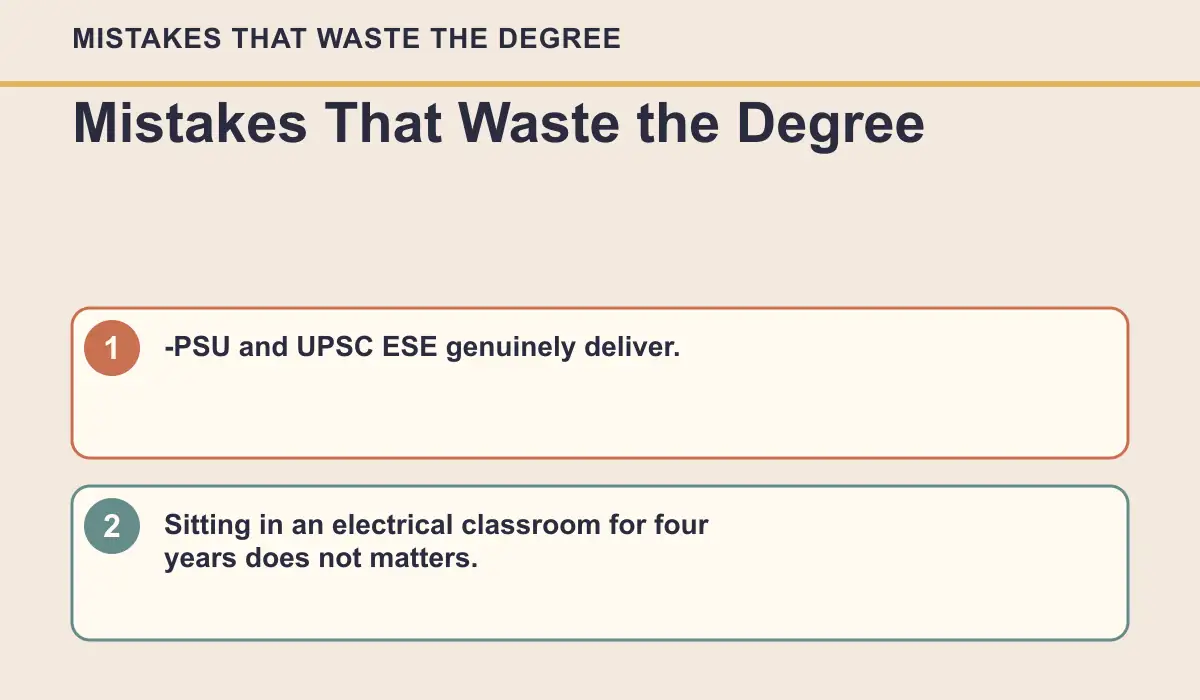 MISTAKES THAT WASTE THE DEGREE
Mistakes That Waste the Degree
1
-PSU and UPSC ESE genuinely deliver.
2
Sitting in an electrical classroom for four
years does not matters.